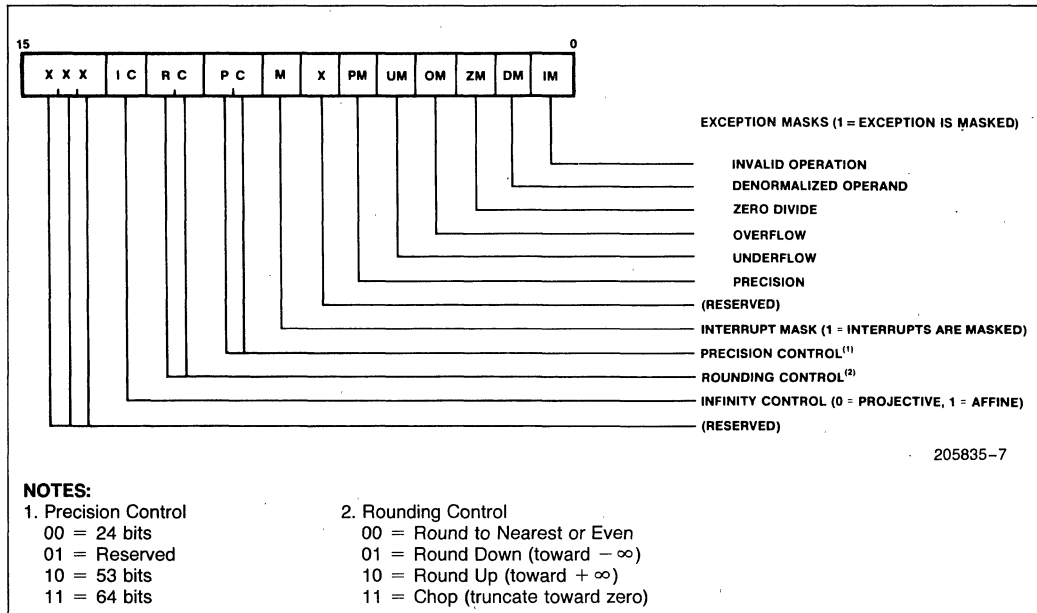 15 0
X X X I C R C P C M X PM UM OM ZM DM IM
EXCEPTION MASKS (1 = EXCEPTION IS MASKED)
INVALID OPERATION
DENORMALIZED OPERAND
ZERO DIVIDE
OVERFLOW
UNDERFLOW
PRECISION
(RESERVED)
INTERRUPT MASK (1 = INTERRUPTS ARE MASKED)
PRECISION CONTROL(1)
ROUNDING CONTROL(2)
INFINITY CONTROL (0 = PROJECTIVE, 1 = AFFINE)
(RESERVED)
205835-7
NOTES:
1. Precision Control
00 = 24 bits
01 = Reserved
10 = 53 bits
11 = 64 bits
2. Rounding Control
00 = Round to Nearest or Even
01 = Round Down (toward −∞)
10 = Round Up (toward +∞)
11 = Chop (truncate toward zero)